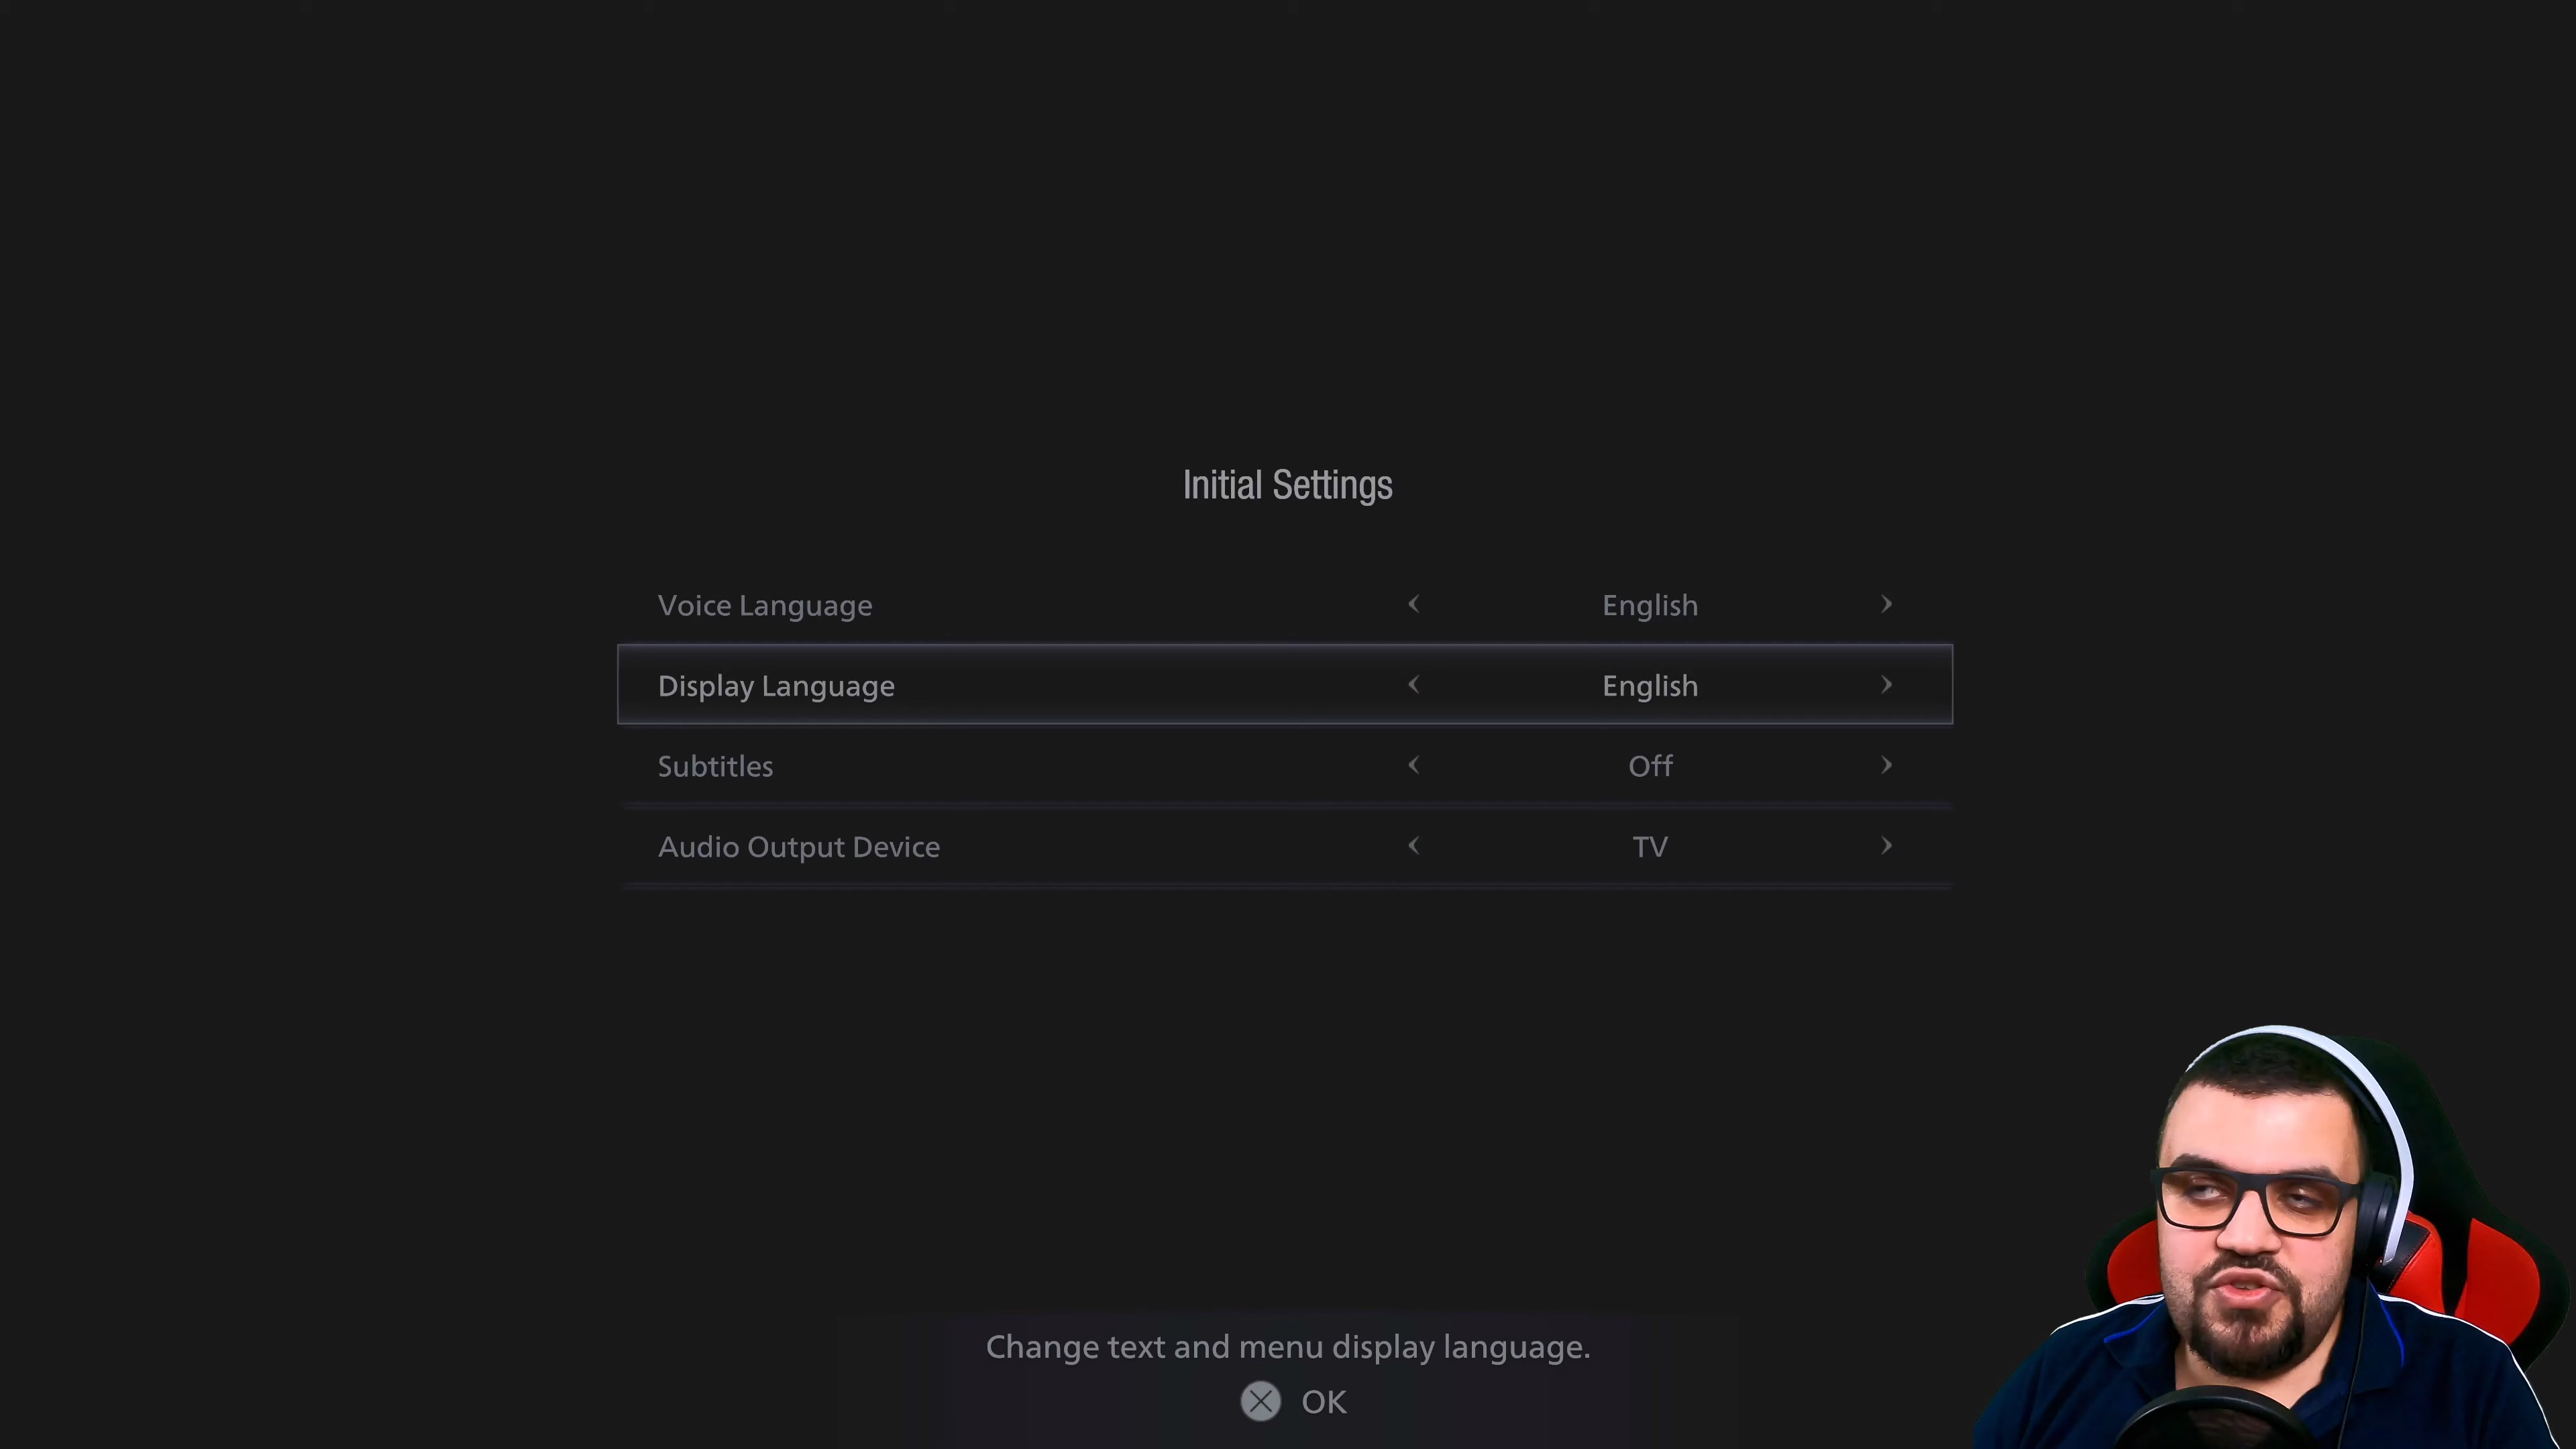 Initial Settings
Voice Language English
Display Language English
Subtitles Off
Audio Output Device TV
Change text and menu display language.
OK